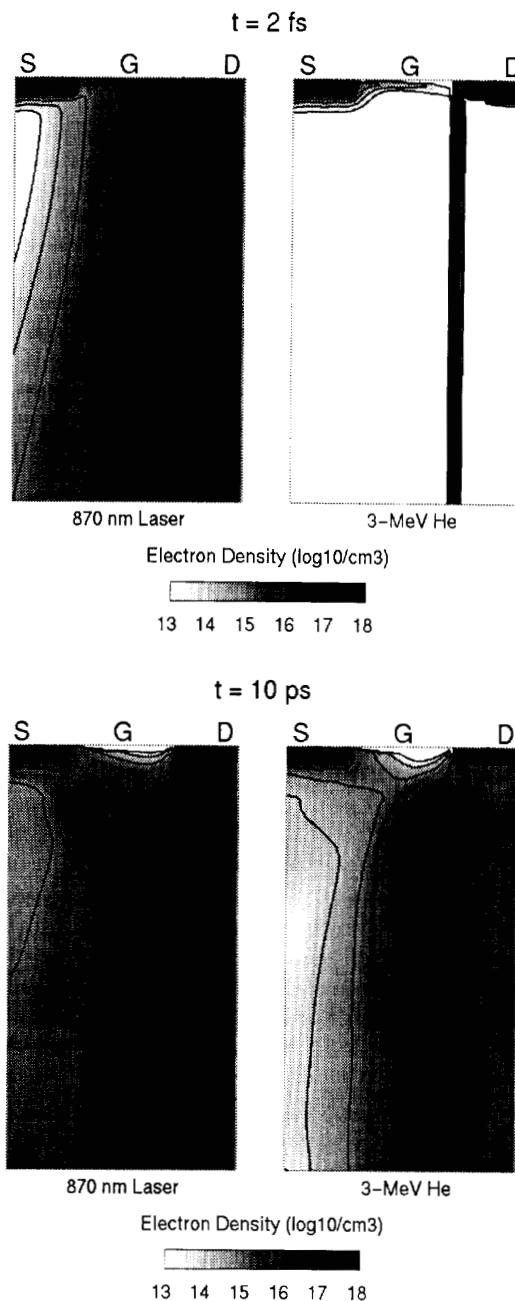 t = 2 fs
S G D S G D
870 nm Laser 3-MeV He
Electron Density (log10/cm3)
13 14 15 16 17 18
t = 10 ps
S G D S G D
870 nm Laser 3-MeV He
Electron Density (log10/cm3)
13 14 15 16 17 18